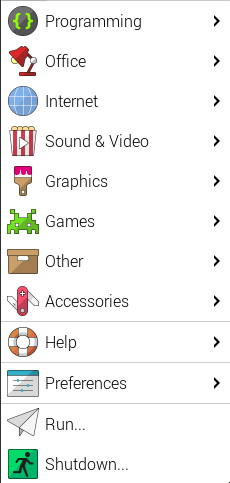 Programming
Office
Internet
Sound & Video
Graphics
Games
Other
Accessories
Help
Preferences
Run...
Shutdown...